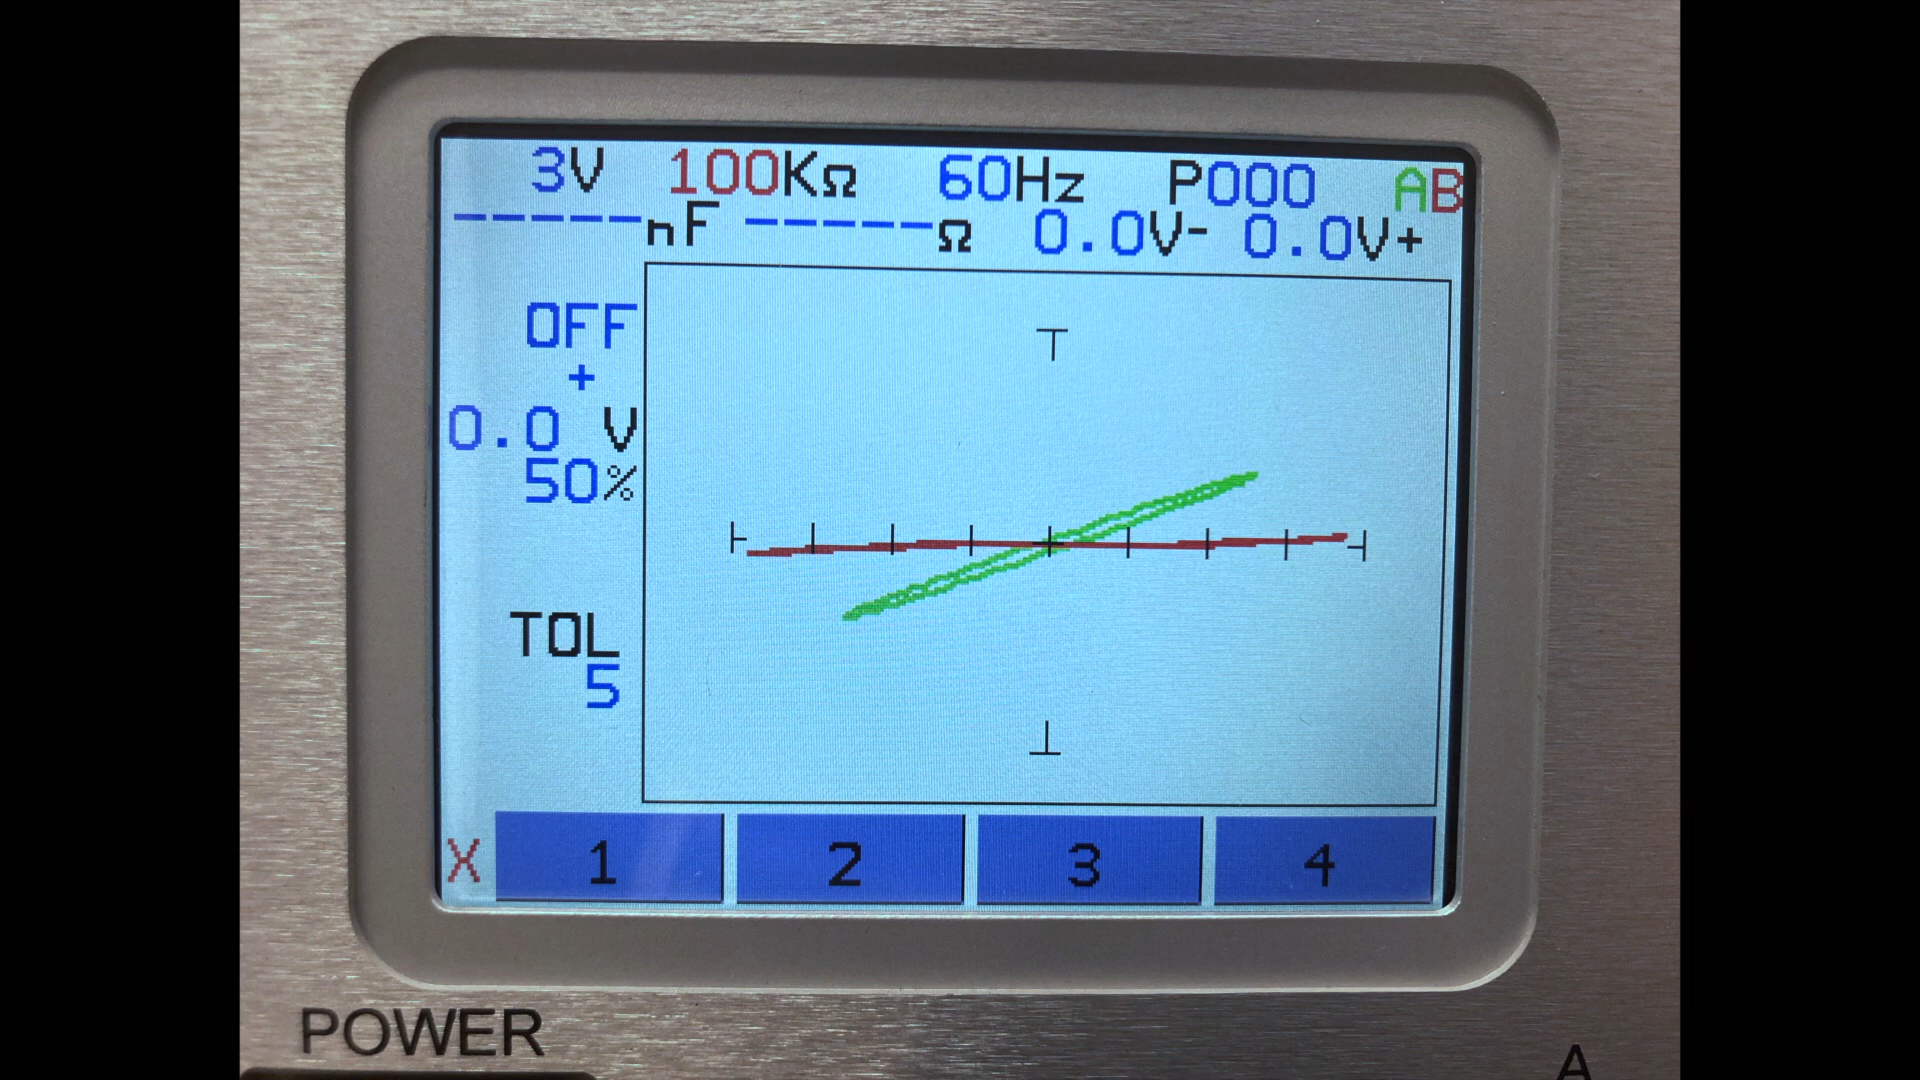 3V 100KΩ 60Hz P000 AB
------nF ------Ω 0.0V- 0.0V+
OFF
+
0.0 V
50%
TOL
5
X 1 2 3 4
POWER
A